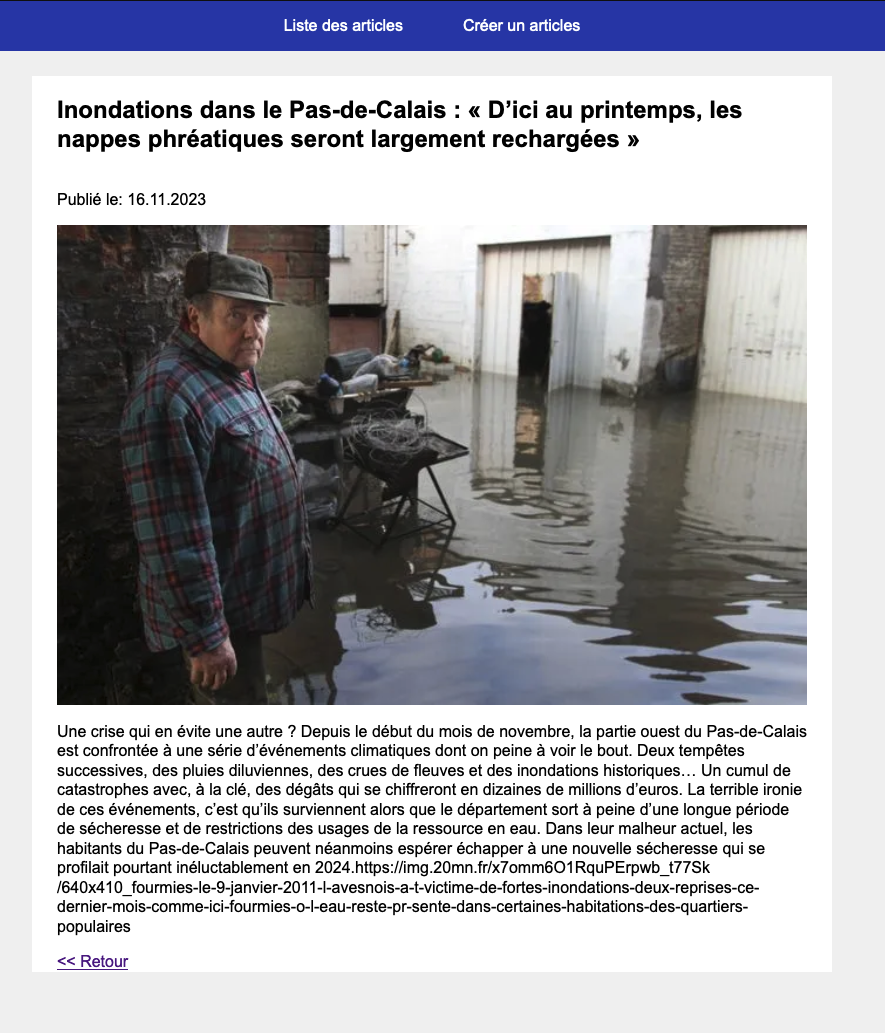 Liste des articles
Créer un articles
Inondations dans le Pas-de-Calais : « D’ici au printemps, les
nappes phréatiques seront largement rechargées »
Publié le: 16.11.2023
Une crise qui en évite une autre ? Depuis le début du mois de novembre, la partie ouest du Pas-de-Calais
est confrontée à une série d’événements climatiques dont on peine à voir le bout. Deux tempêtes
successives, des pluies diluviennes, des crues de fleuves et des inondations historiques… Un cumul de
catastrophes avec, à la clé, des dégâts qui se chiffreront en dizaines de millions d’euros. La terrible ironie
de ces événements, c’est qu’ils surviennent alors que le département sort à peine d’une longue période
de sécheresse et de restrictions des usages de la ressource en eau. Dans leur malheur actuel, les
habitants du Pas-de-Calais peuvent néanmoins espérer échapper à une nouvelle sécheresse qui se
profilait pourtant inéluctablement en 2024.https://img.20mn.fr/x7omm6O1RquPErpwb_t77Sk
/640x410_fourmies-le-9-janvier-2011-l-avesnois-a-t-victime-de-fortes-inondations-deux-reprises-ce-
dernier-mois-comme-ici-fourmies-o-l-eau-reste-pr-sente-dans-certaines-habitations-des-quartiers-
populaires
<< Retour